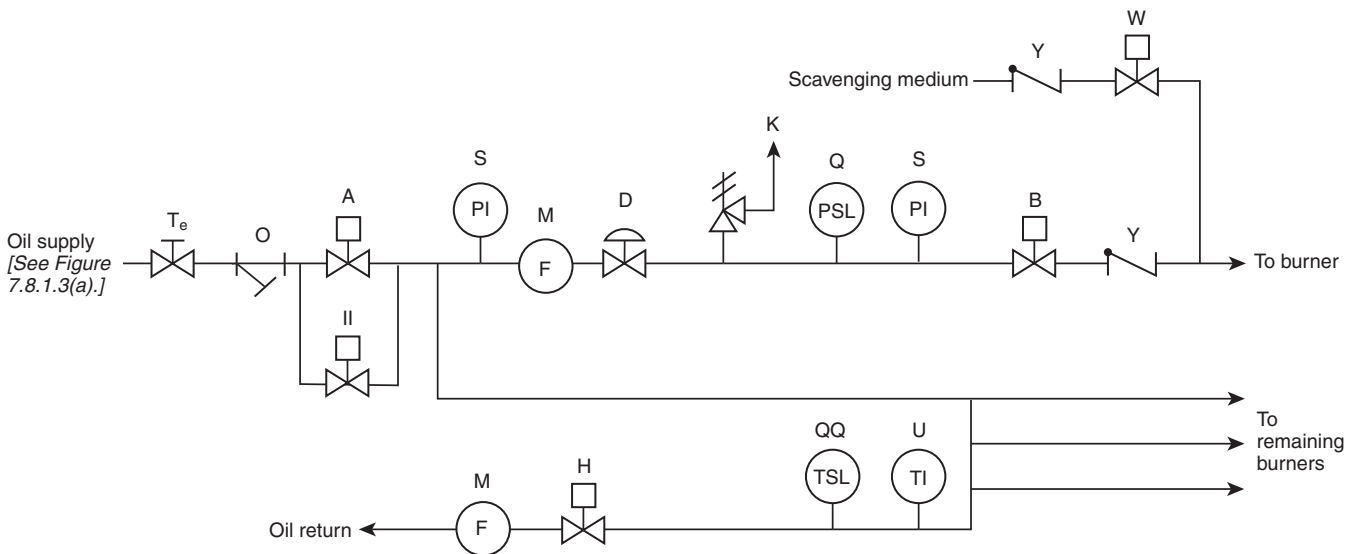 W
Y
Scavenging medium
K
S
Q
S
A
M
D
B
Te
O
Y
PI
PSL
PI
Oil supply
[See Figure
7.8.1.3(a).]
F
To burner
II
QQ
U
To
remaining
burners
M
H
TSL
TI
Oil return
F